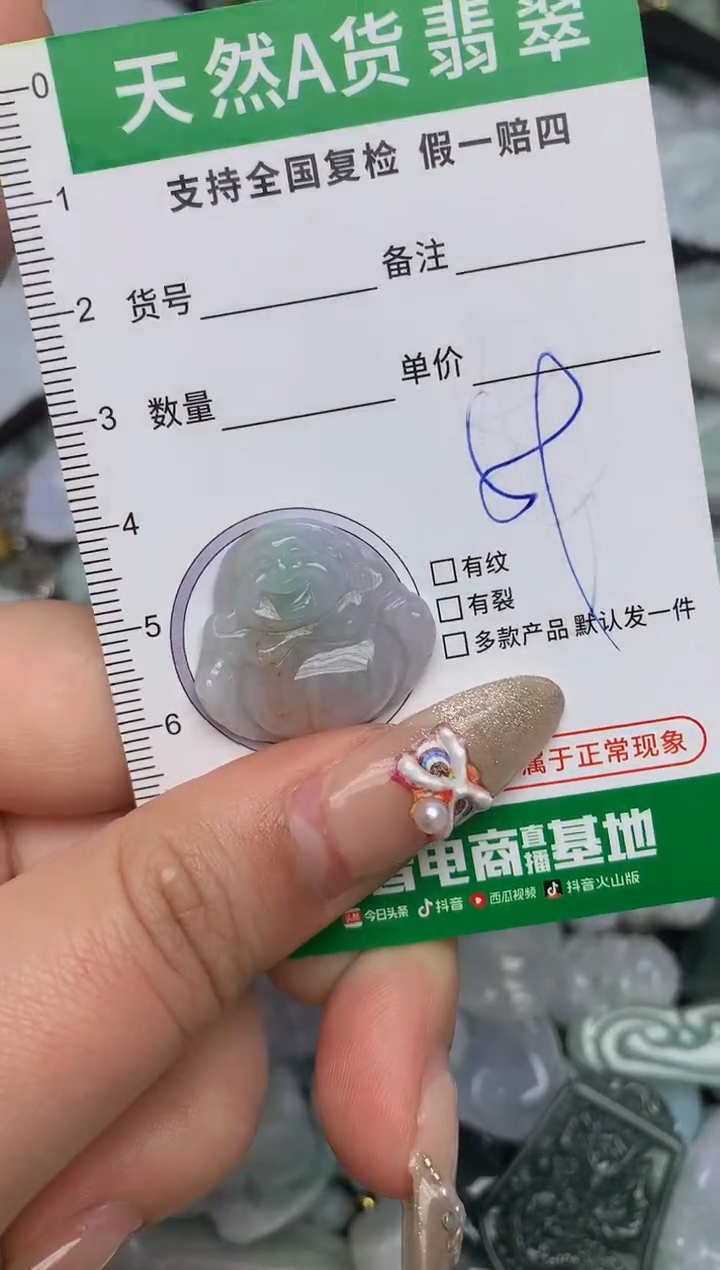 天然A货翡翠
支持全国复检 假一赔四
0
1
2
3
4
5
6
货号
备注
数量
单价
有纹
有裂
多款产品 默认发一件
属于正常现象
电商直播基地
头条 今日头条 抖音 西瓜视频 抖音火山版